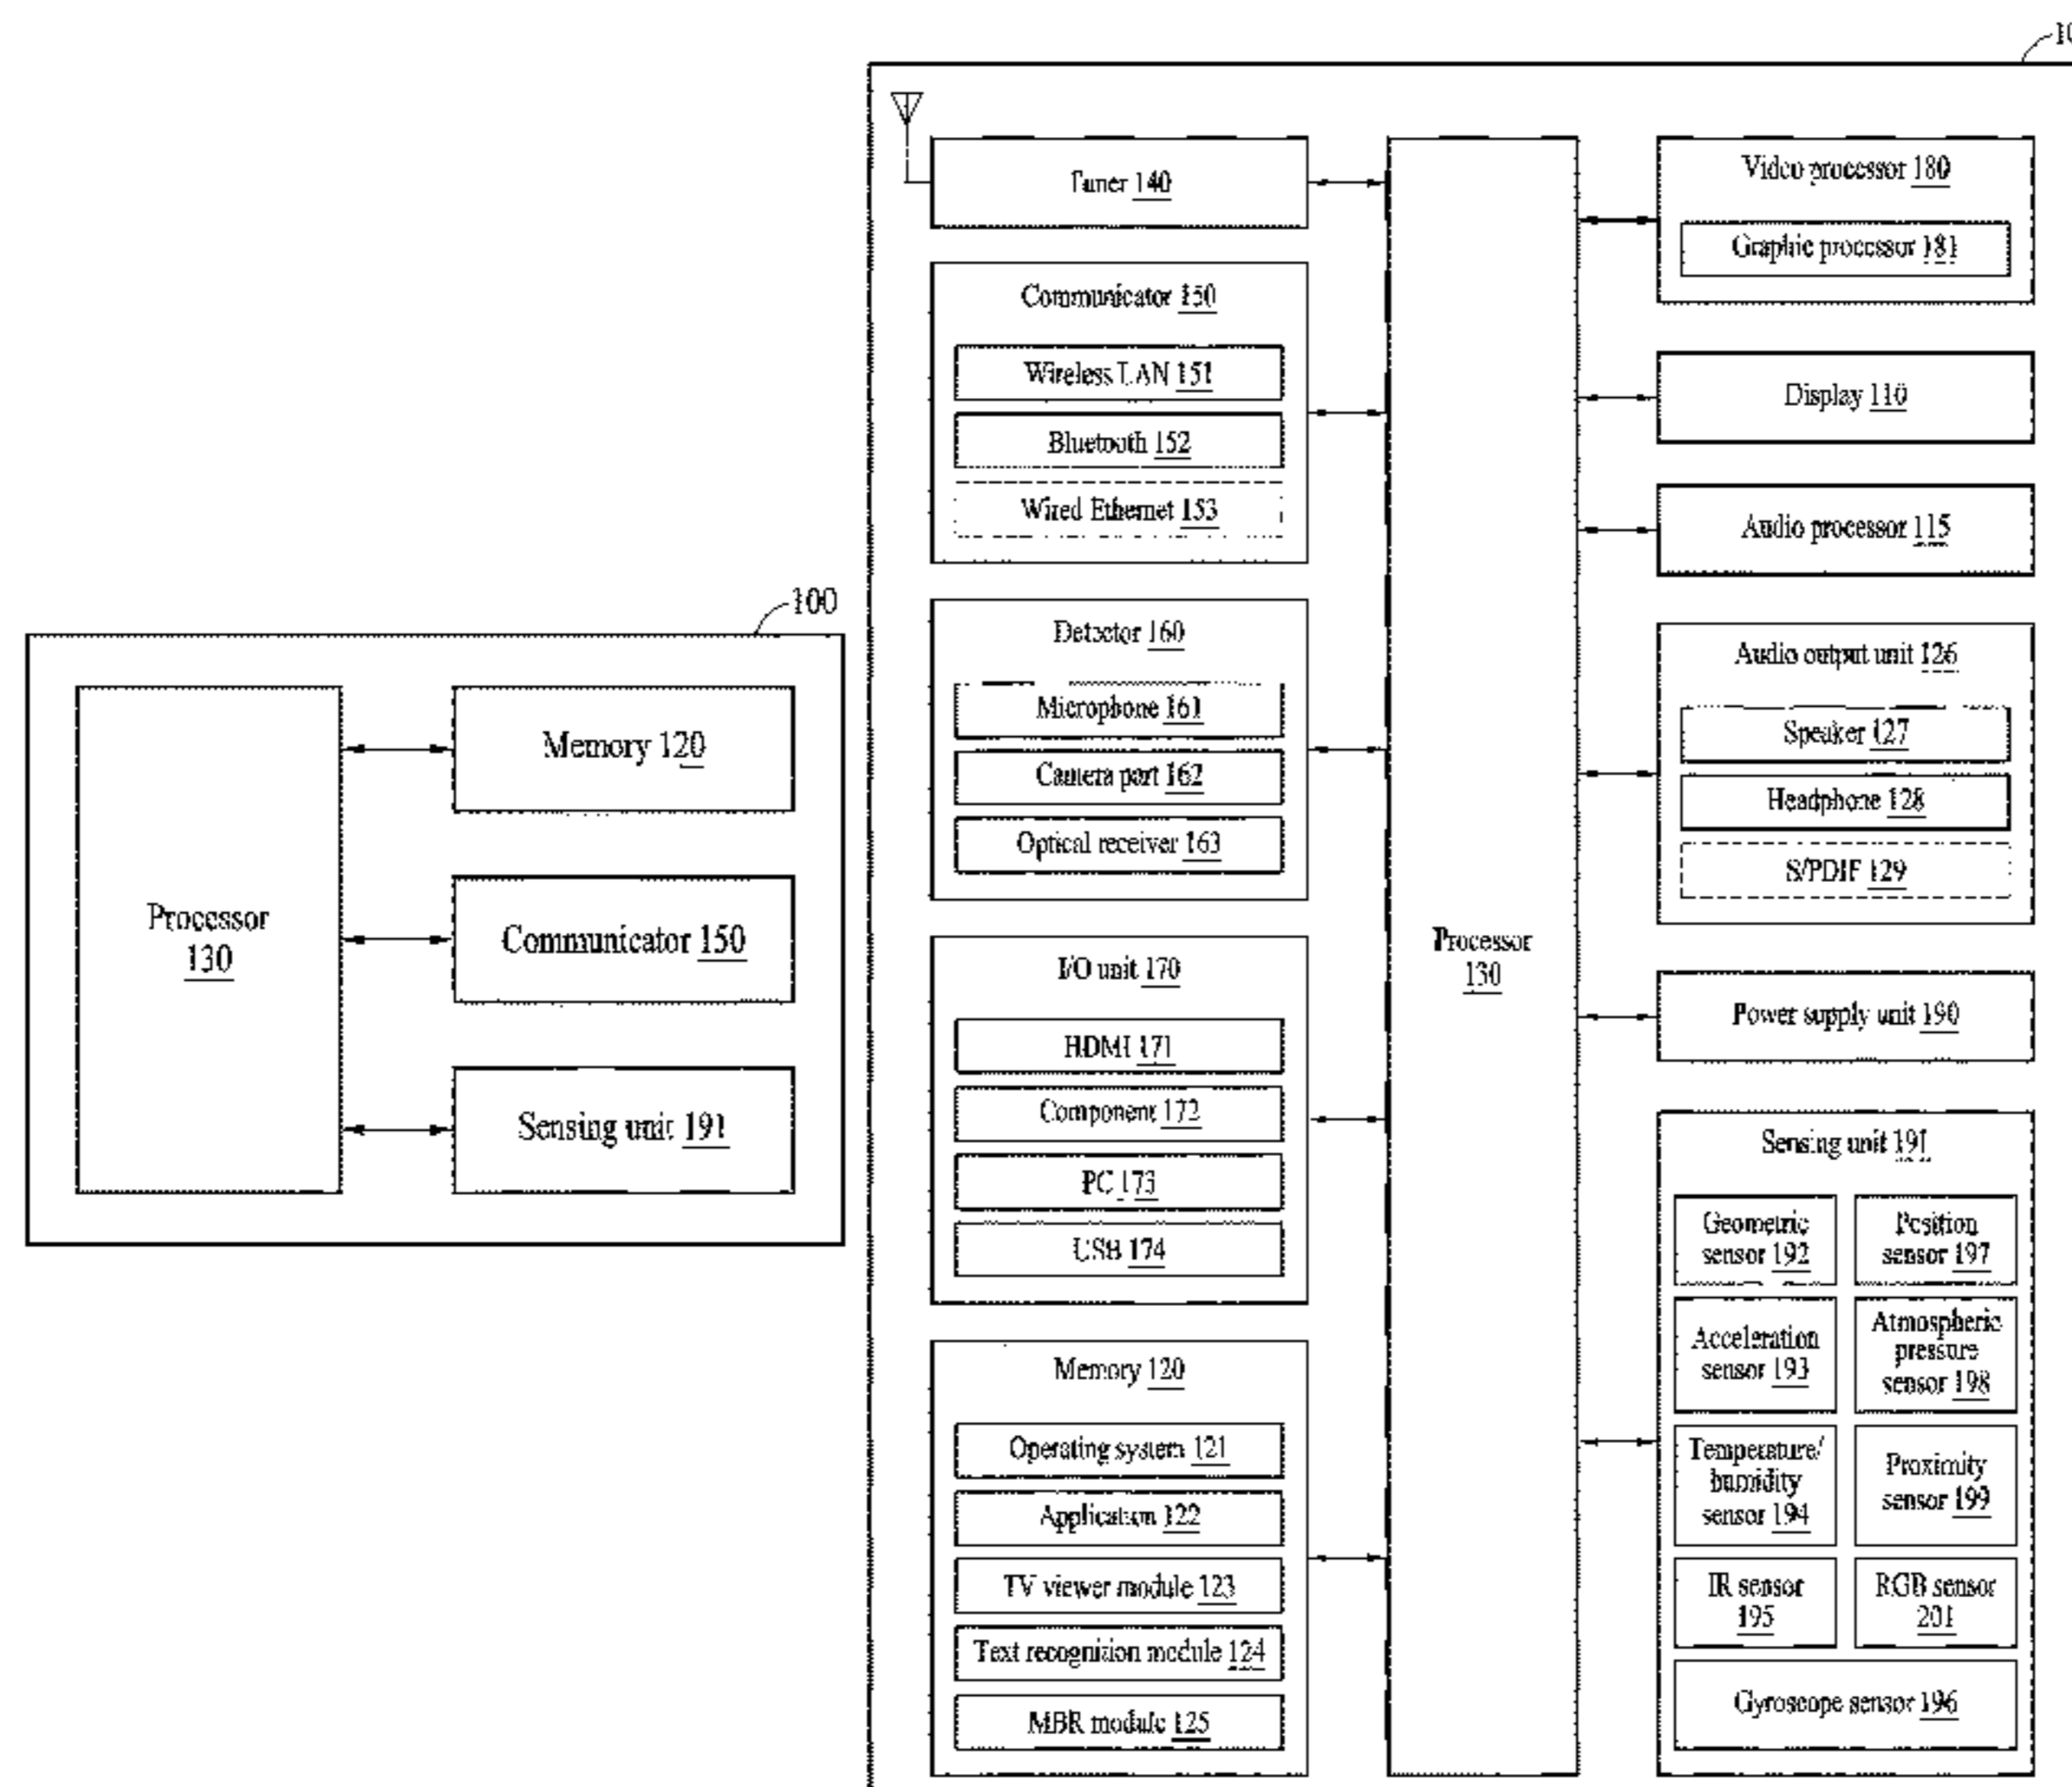 100
Processor
130
Memory 120
Communicator 150
Sensing unit 191
Tuner 140
Communicator 150
Wireless LAN 151
Bluetooth 152
Wired Ethernet 153
Detector 160
Microphone 161
Camera part 162
Optical receiver 163
I/O unit 170
HDMI 171
Component 172
PC 173
USB 174
Memory 120
Operating system 121
Application 122
TV viewer module 123
Text recognition module 124
MBR module 125
Processor
130
Video processor 180
Graphic processor 181
Display 110
Audio processor 115
Audio output unit 126
Speaker 127
Headphone 128
S/PDIF 129
Power supply unit 190
Sensing unit 191
Geometric
sensor 192
Position
sensor 197
Acceleration
sensor 193
Atmospheric
pressure
sensor 198
Temperature/
humidity
sensor 194
Proximity
sensor 199
IR sensor
195
RGB sensor
201
Gyroscope sensor 196